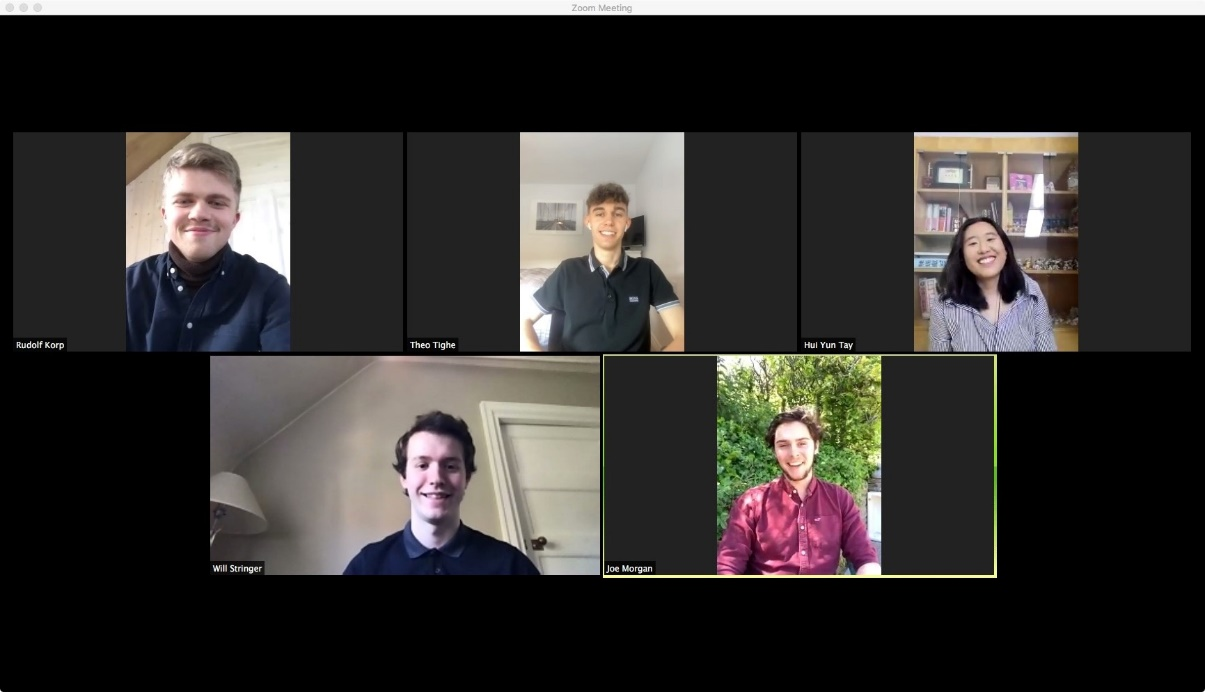 Zoom Meeting
Rudolf Korp
Theo Tighe
Hui Yun Tay
Will Stringer
Joe Morgan